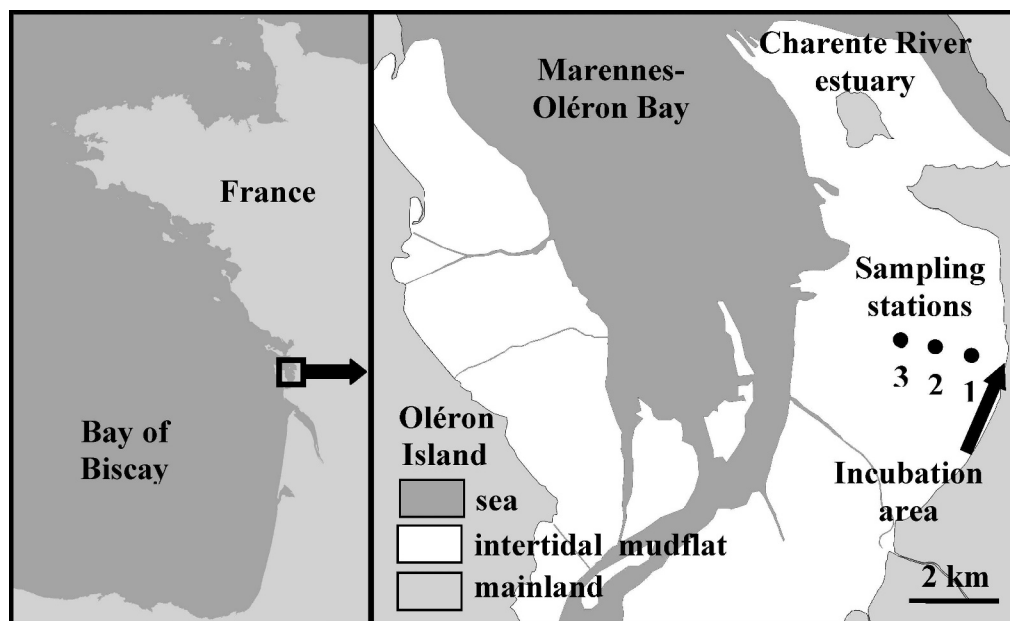 France
Bay of
Biscay
Marennes-
Oléron Bay
Charente River
estuary
Sampling
stations
3 2 1
Incubation
area
Oléron
Island
sea
intertidal mudflat
mainland
2 km